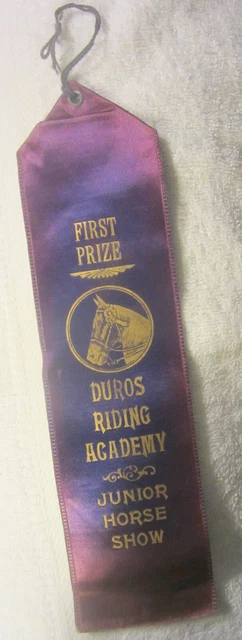 FIRST
PRIZE
DUROS
RIDING
ACADEMY
JUNIOR
HORSE
SHOW